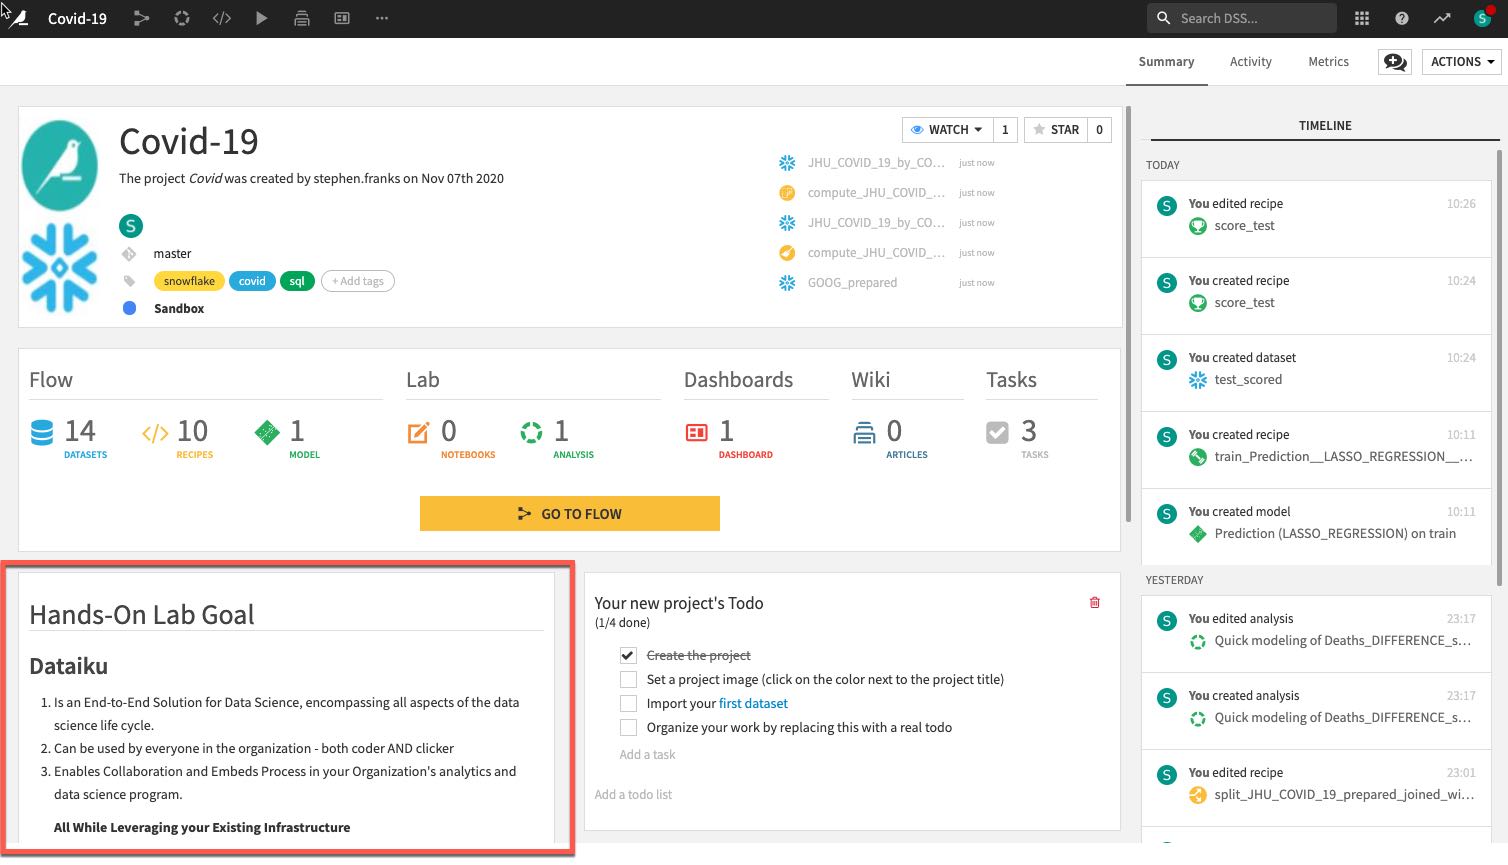 Covid-19
Search DSS...
S
Summary
Activity
Metrics
ACTIONS
Covid-19
The project Covid was created by stephen.franks on Nov 07th 2020
S
master
snowflake
covid
sql
+ Add tags
Sandbox
WATCH 1
STAR 0
JHU_COVID_19_by_CO... just now
compute_JHU_COVID_... just now
JHU_COVID_19_by_CO... just now
compute_JHU_COVID_... just now
GOOG_prepared just now
Flow
14 DATASETS
10 RECIPES
1 MODEL
Lab
0 NOTEBOOKS
1 ANALYSIS
Dashboards
1 DASHBOARD
Wiki
0 ARTICLES
Tasks
3 TASKS
GO TO FLOW
Hands-On Lab Goal
Dataiku
1. Is an End-to-End Solution for Data Science, encompassing all aspects of the data
science life cycle.
2. Can be used by everyone in the organization - both coder AND clicker
3. Enables Collaboration and Embeds Process in your Organization's analytics and
data science program.
All While Leveraging your Existing Infrastructure
Your new project's Todo
(1/4 done)
Create the project
Set a project image (click on the color next to the project title)
Import your first dataset
Organize your work by replacing this with a real todo
Add a task
Add a todo list
TIMELINE
TODAY
S You edited recipe 10:26
score_test
S You created recipe 10:24
score_test
S You created dataset 10:24
test_scored
S You created recipe 10:11
train_Prediction__LASSO_REGRESSION__...
S You created model 10:11
Prediction (LASSO_REGRESSION) on train
YESTERDAY
S You edited analysis 23:17
Quick modeling of Deaths_DIFFERENCE_s...
S You created analysis 23:17
Quick modeling of Deaths_DIFFERENCE_s...
S You edited recipe 23:01
split_JHU_COVID_19_prepared_joined_wi...